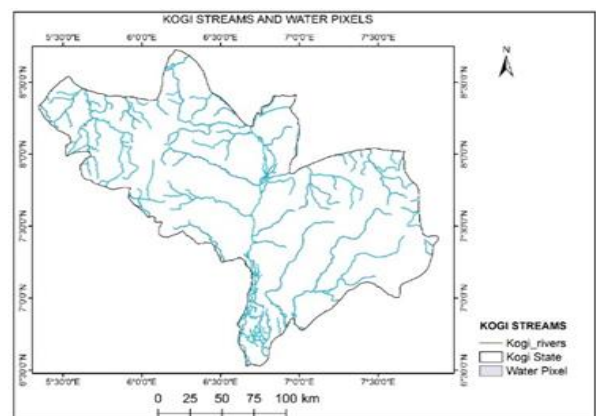 KOGI STREAMS AND WATER PIXELS
5°30'0"E 6°0'0"E 6°30'0"E 7°0'0"E 7°30'0"E
N
8°30'0"N 8°30'0"N
8°0'0"N 8°0'0"N
7°30'0"N 7°30'0"N
7°0'0"N 7°0'0"N
6°30'0"N 6°30'0"N
KOGI STREAMS
Kogi_rivers
Kogi State
Water Pixel
5°30'0"E 6°0'0"E 6°30'0"E 7°0'0"E 7°30'0"E
0 25 50 75 100 km